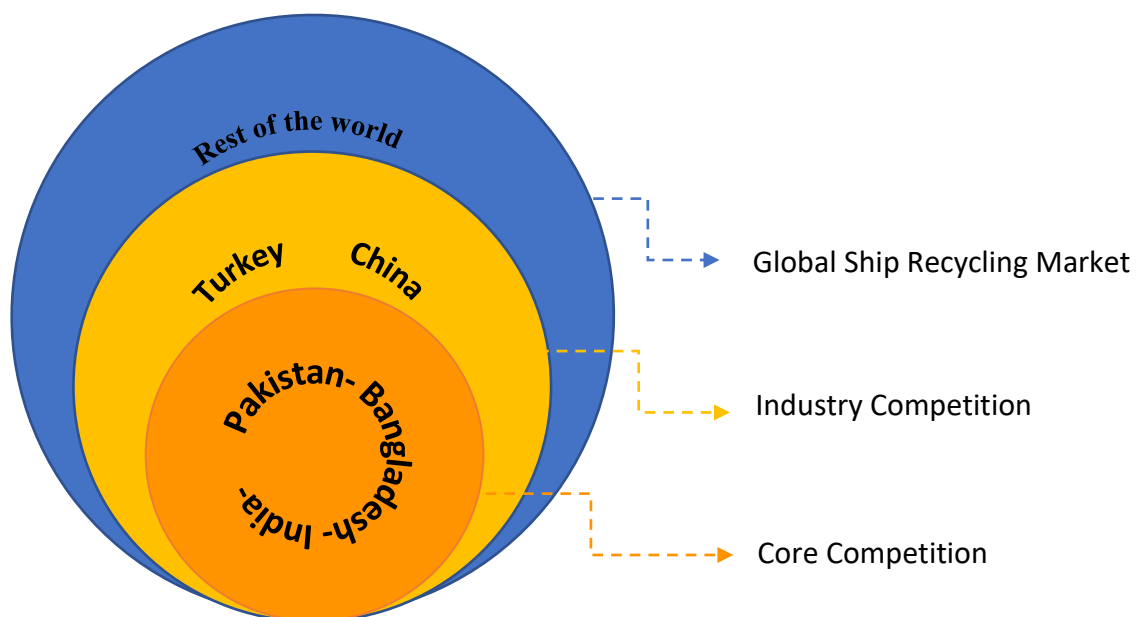 Rest of the world
Turkey
China
Pakistan- Bangladesh- India-
Global Ship Recycling Market
Industry Competition
Core Competition